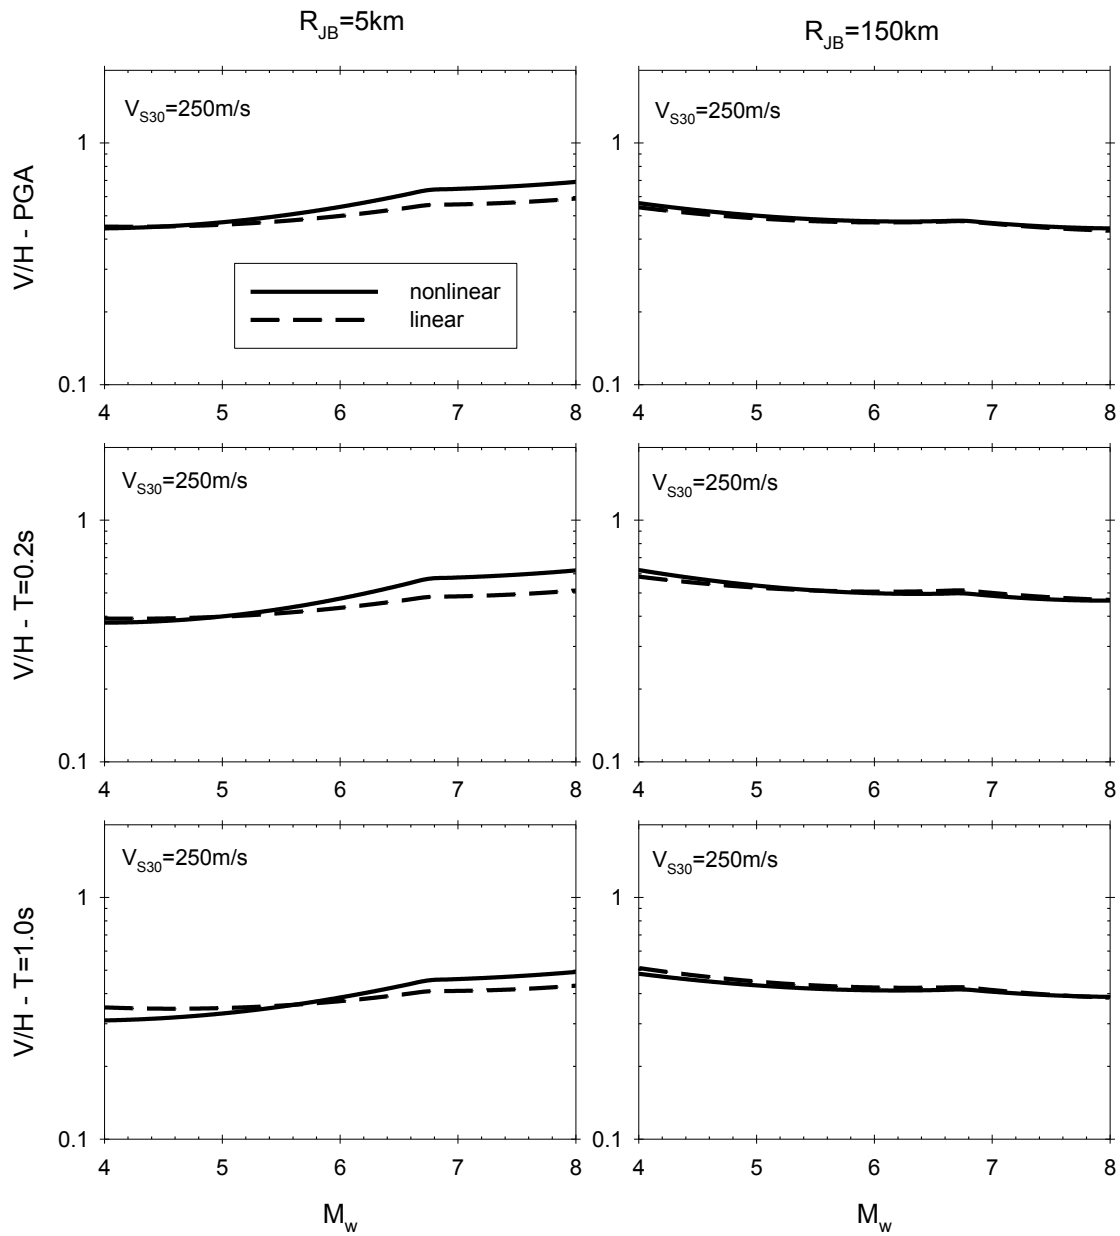 R_JB=5km
R_JB=150km
V/H - PGA
V_S30=250m/s
1
0.1
4 5 6 7 8
nonlinear
linear
V_S30=250m/s
1
0.1
4 5 6 7 8
V/H - T=0.2s
V_S30=250m/s
1
0.1
4 5 6 7 8
V_S30=250m/s
1
0.1
4 5 6 7 8
V/H - T=1.0s
V_S30=250m/s
1
0.1
4 5 6 7 8
M_w
V_S30=250m/s
1
0.1
4 5 6 7 8
M_w